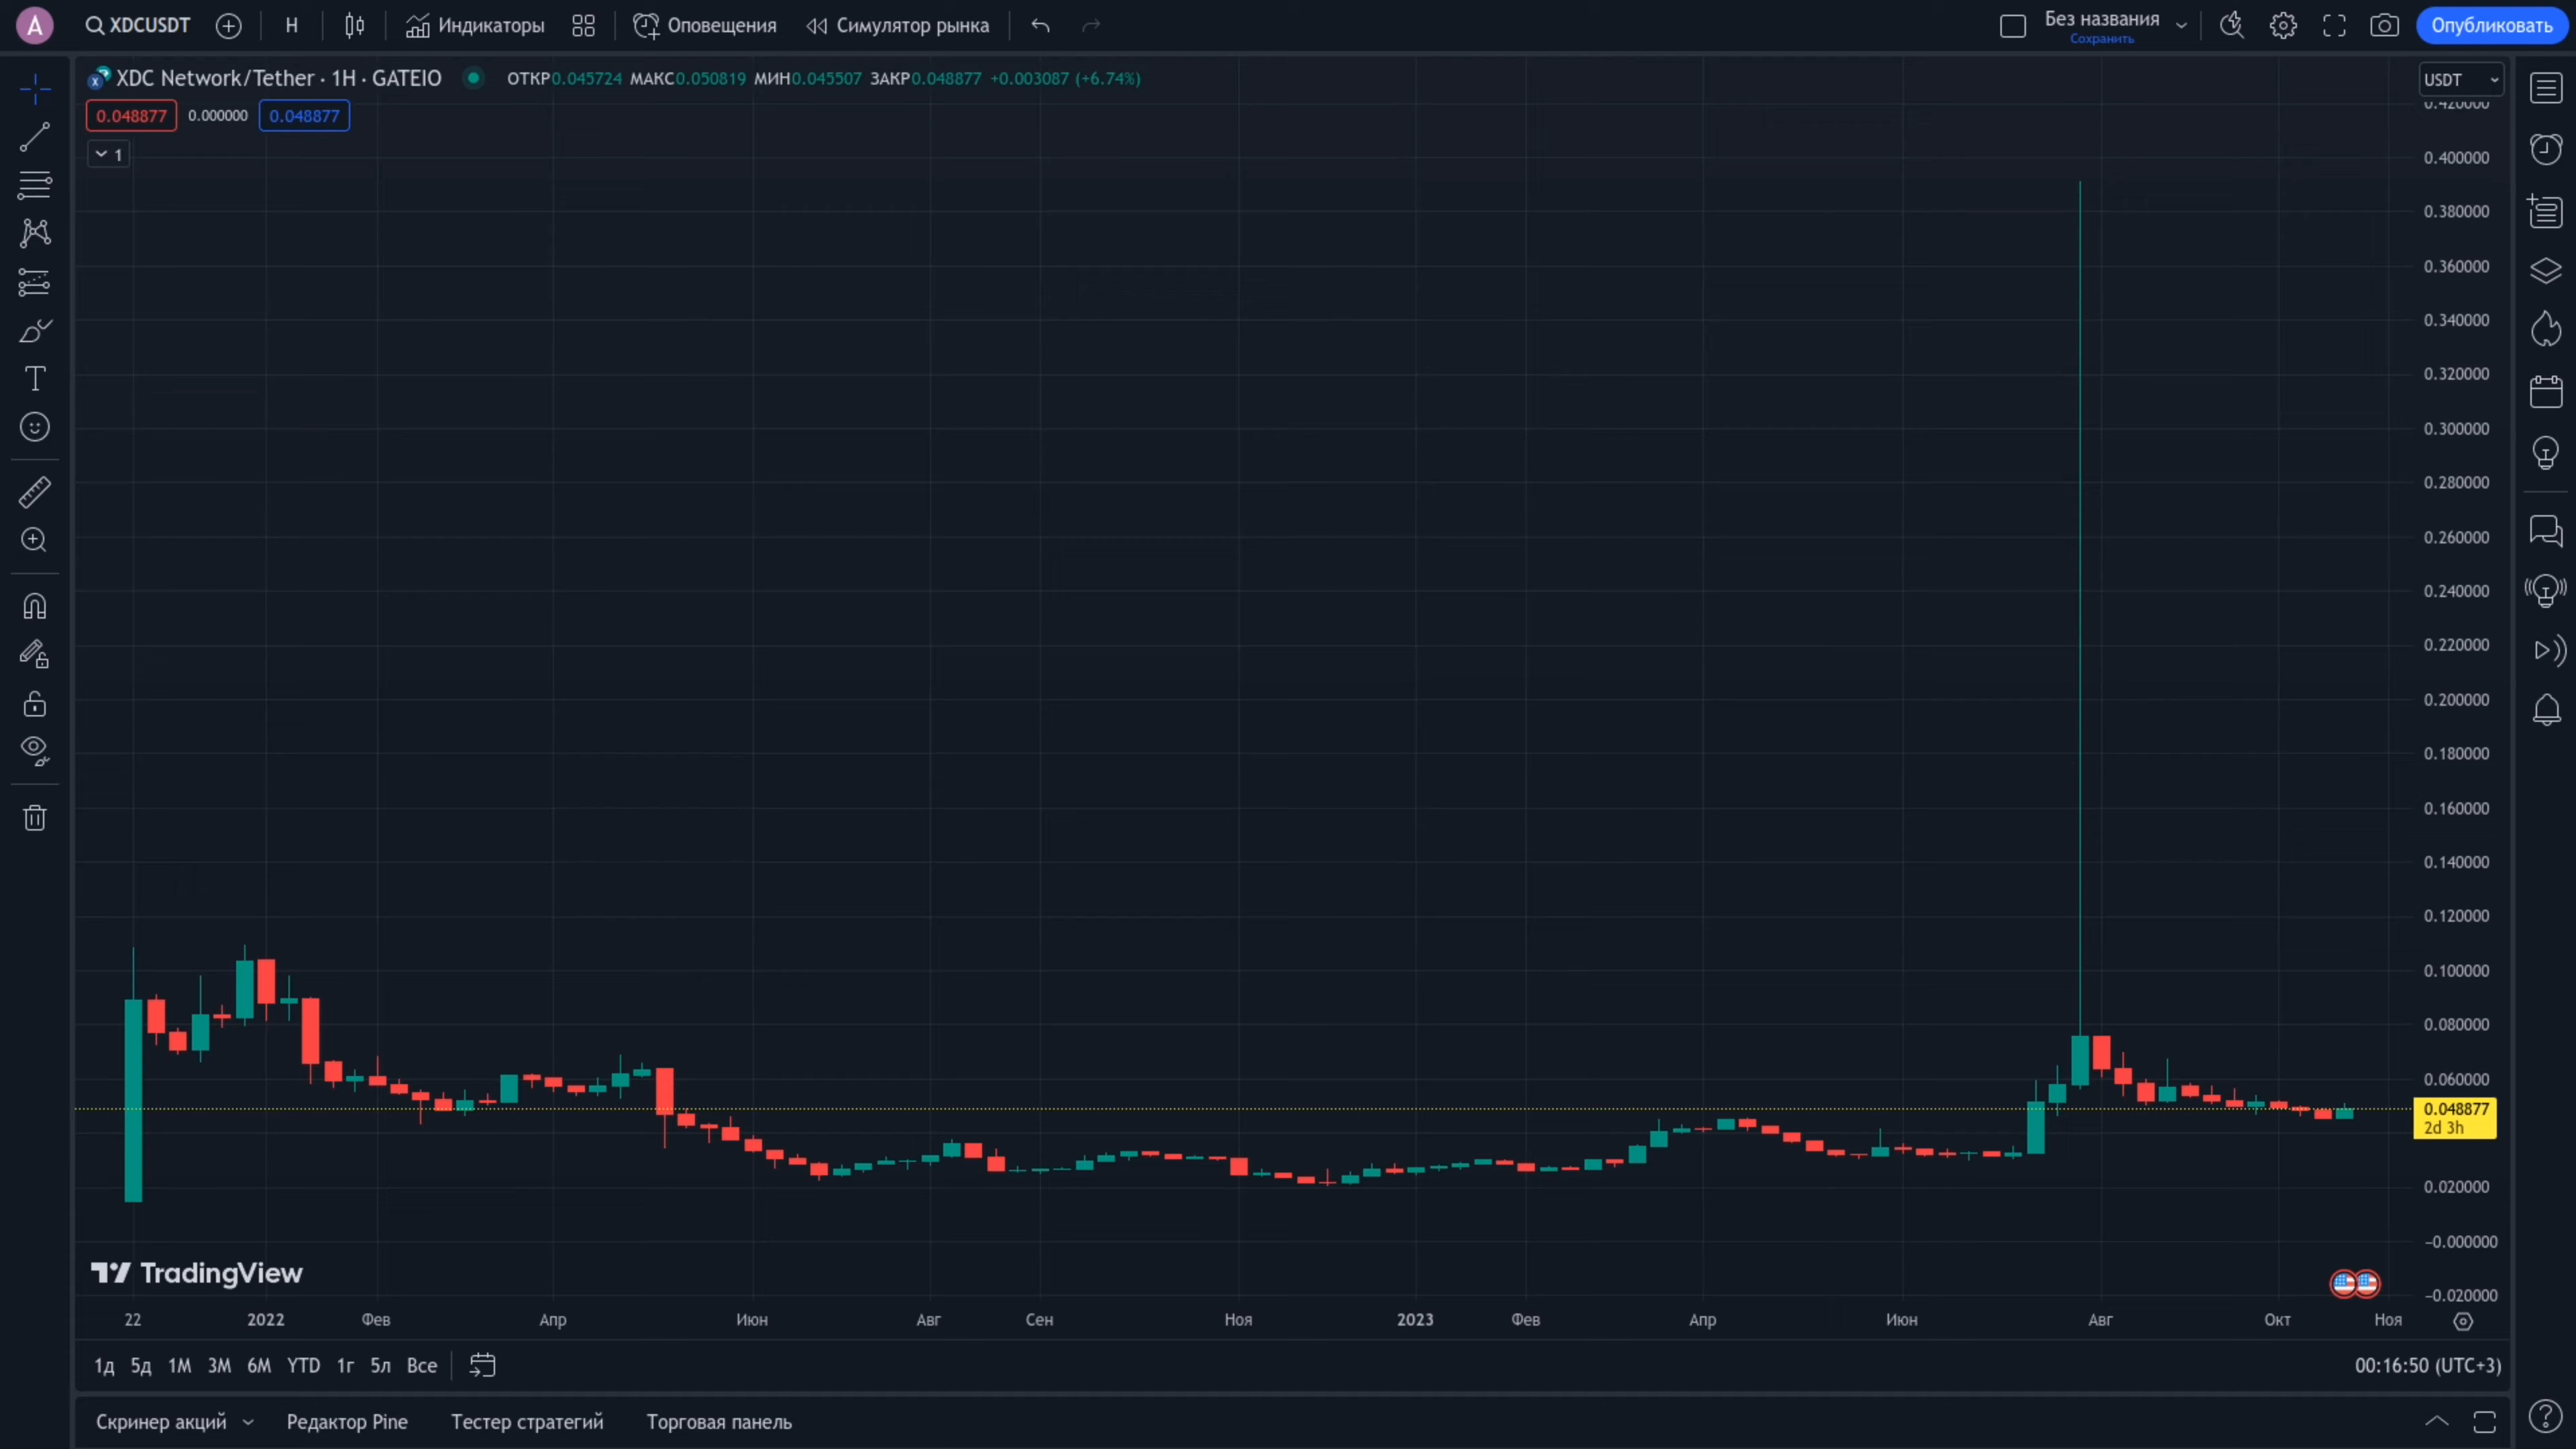 A
XDCUSDT
Н
Индикаторы
Оповещения
Симулятор рынка
Без названия
Сохранить
Опубликовать
XDC Network/Tether · 1Н · GATEIO
ОТКР0.045724 МАКС0.050819 МИН0.045507 ЗАКР0.048877 +0.003087 (+6.74%)
USDT
0.048877 0.000000 0.048877
1
0.420000
0.400000
0.380000
0.360000
0.340000
0.320000
0.300000
0.280000
0.260000
0.240000
0.220000
0.200000
0.180000
0.160000
0.140000
0.120000
0.100000
0.080000
0.060000
0.048877
2d 3h
0.020000
−0.000000
−0.020000
TradingView
22 2022 Фев Апр Июн Авг Сен Ноя 2023 Фев Апр Июн Авг Окт Ноя
1д 5д 1М 3М 6М YTD 1г 5л Все
00:16:50 (UTC+3)
Скринер акций Редактор Pine Тестер стратегий Торговая панель